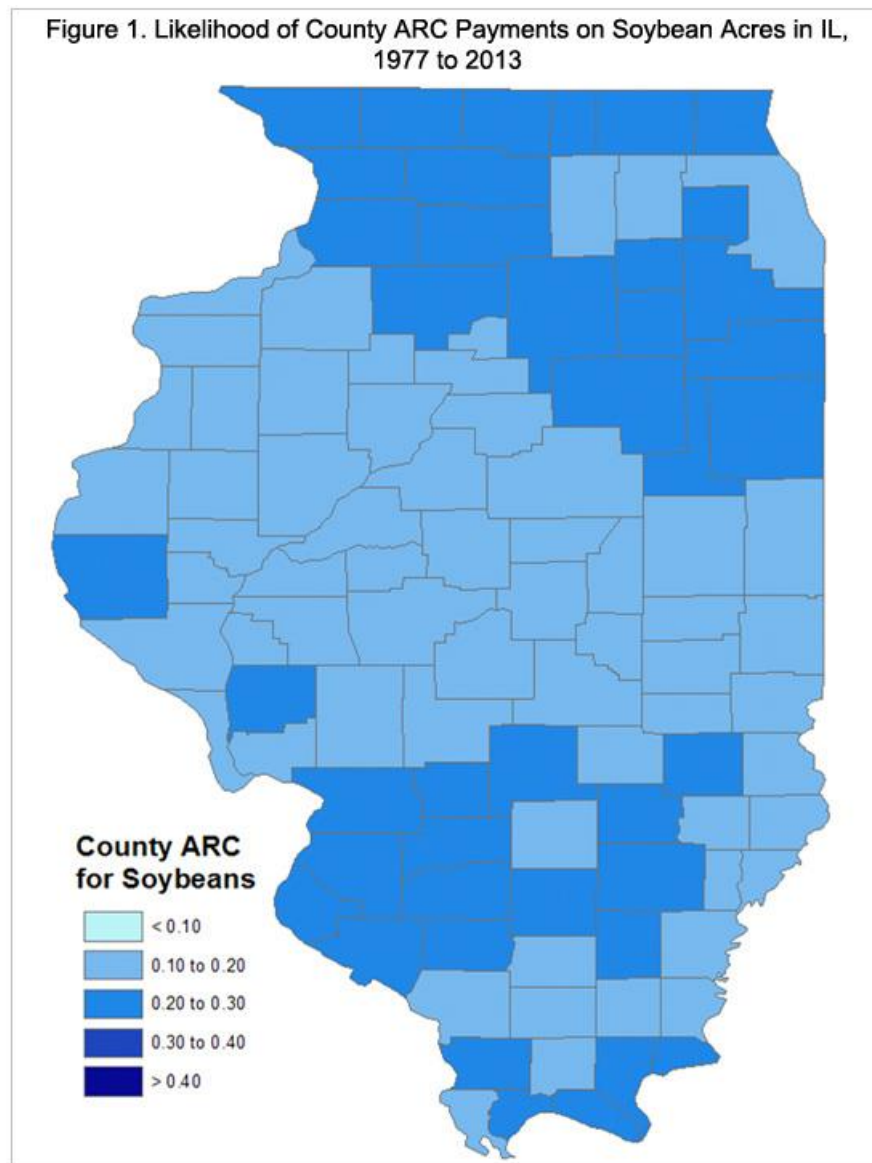 Figure 1. Likelihood of County ARC Payments on Soybean Acres in IL,
1977 to 2013
County ARC
for Soybeans
< 0.10
0.10 to 0.20
0.20 to 0.30
0.30 to 0.40
> 0.40